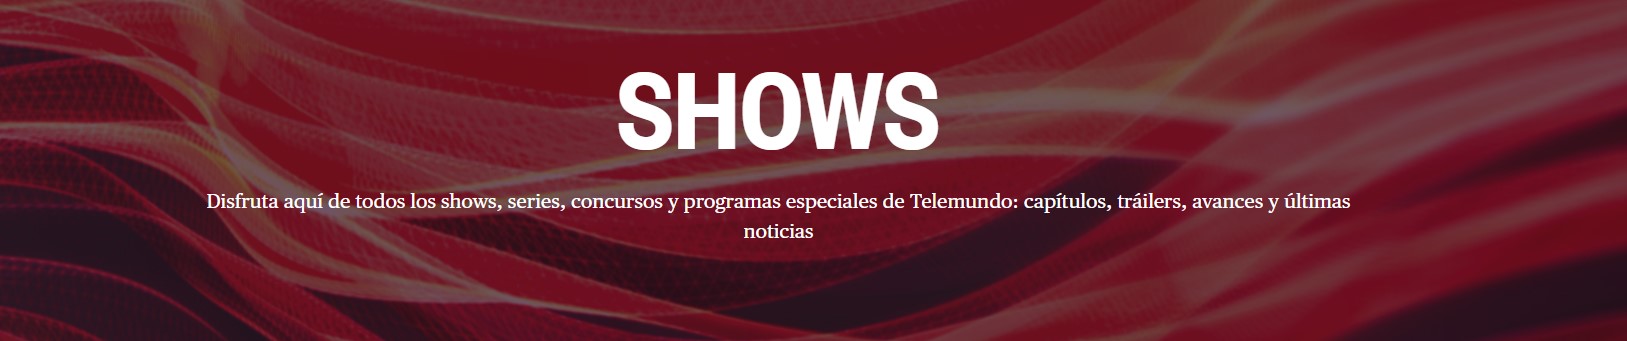 SHOWS
Disfruta aquí de todos los shows, series, concursos y programas especiales de Telemundo: capítulos, tráilers, avances y últimas
noticias